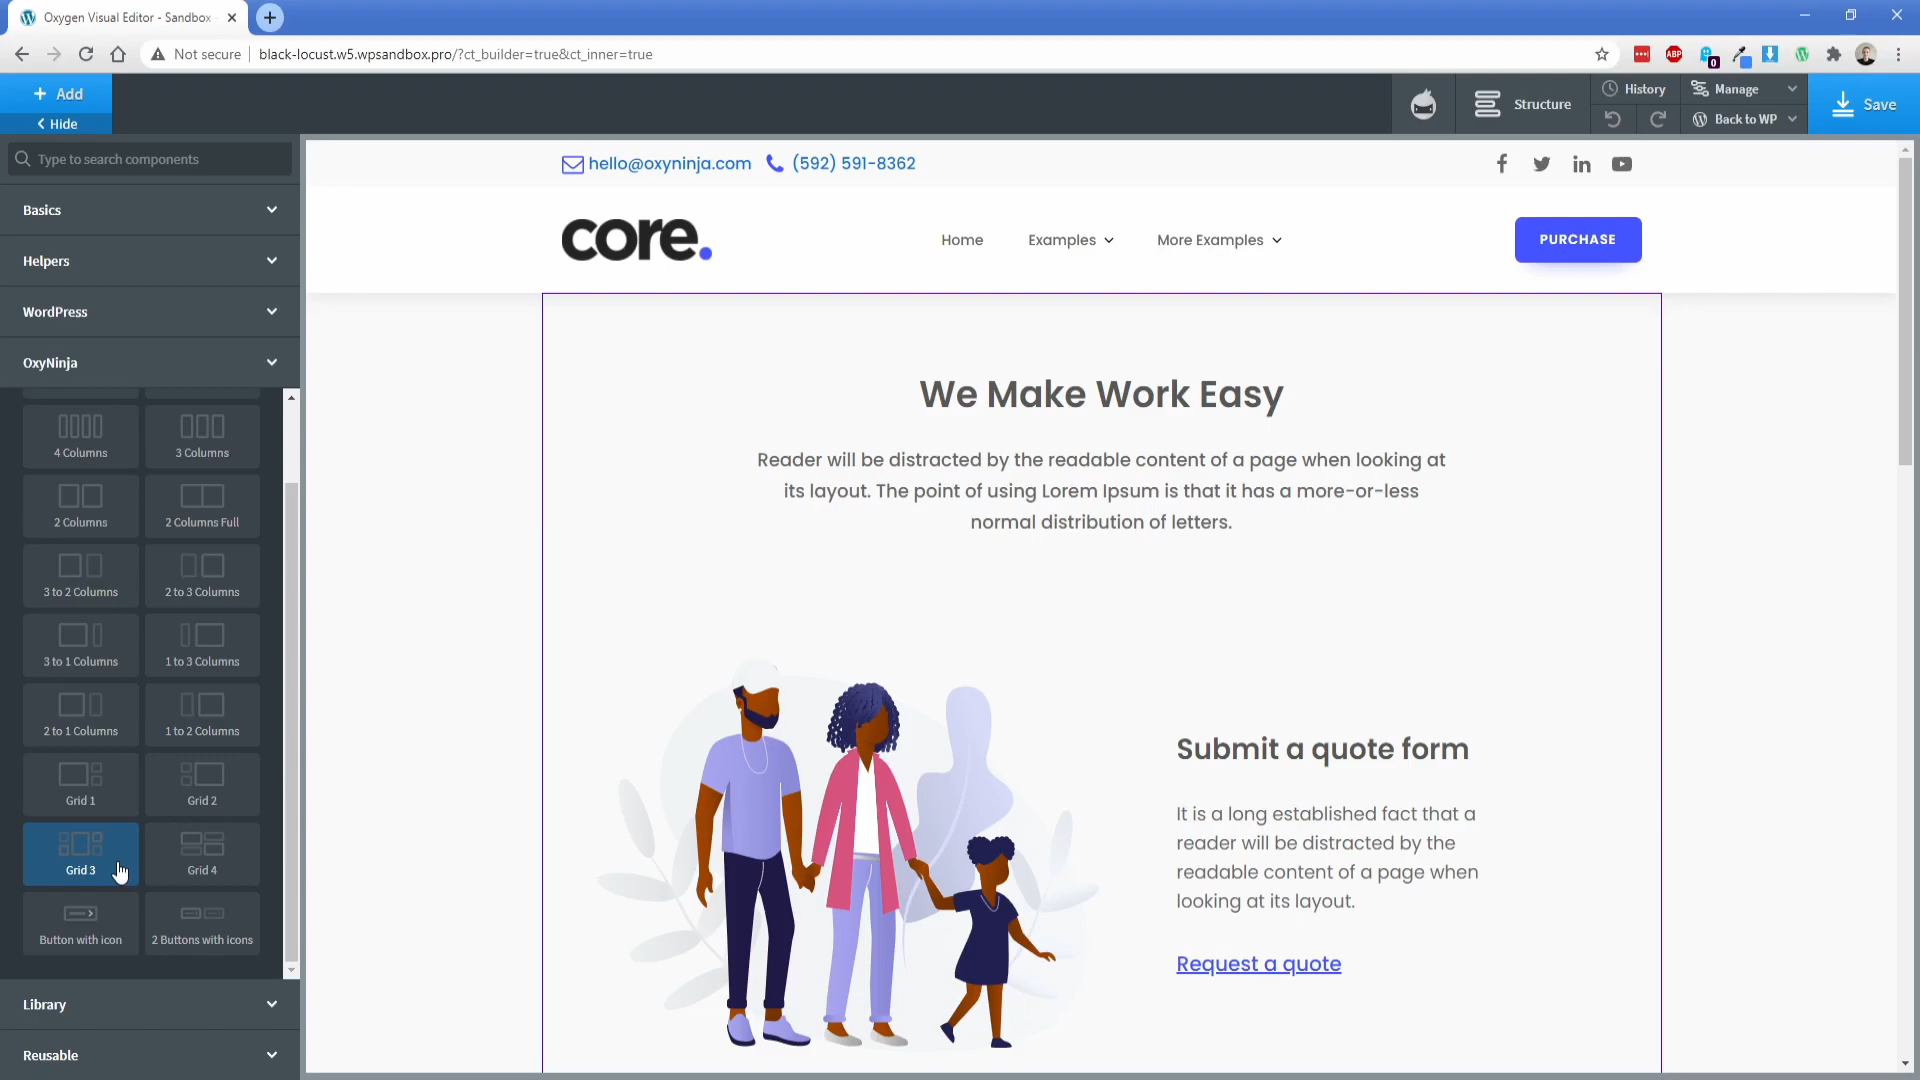 Oxygen Visual Editor - Sandbox
Not secure
black-locust.w5.wpsandbox.pro/?ct_builder=true&ct_inner=true
ABP
0
+ Add
Hide
Structure
History
Manage
Back to WP
Save
Type to search components
Basics
Helpers
WordPress
OxyNinja
4 Columns
3 Columns
2 Columns
2 Columns Full
3 to 2 Columns
2 to 3 Columns
3 to 1 Columns
1 to 3 Columns
2 to 1 Columns
1 to 2 Columns
Grid 1
Grid 2
Grid 3
Grid 4
Button with icon
2 Buttons with icons
Library
Reusable
hello@oxyninja.com
(592) 591-8362
core.
Home
Examples
More Examples
PURCHASE
We Make Work Easy
Reader will be distracted by the readable content of a page when looking at
its layout. The point of using Lorem Ipsum is that it has a more-or-less
normal distribution of letters.
Submit a quote form
It is a long established fact that a
reader will be distracted by the
readable content of a page when
looking at its layout.
Request a quote